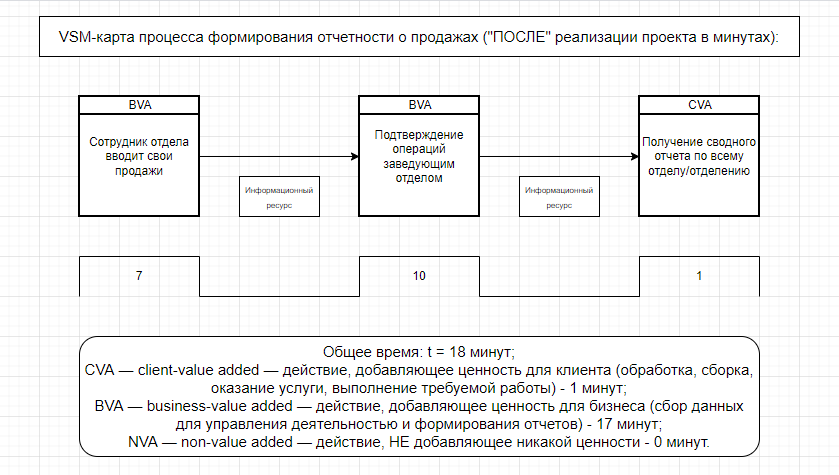 VSM-карта процесса формирования отчетности о продажах ("ПОСЛЕ" реализации проекта в минутах):
BVA
Сотрудник отдела
вводит свои
продажи
Информационный
ресурс
BVA
Подтверждение
операций
заведующим
отделом
Информационный
ресурс
CVA
Получение сводного
отчета по всему
отделу/отделению
7
10
1
Общее время: t = 18 минут;
CVA — client-value added — действие, добавляющее ценность для клиента (обработка, сборка,
оказание услуги, выполнение требуемой работы) - 1 минут;
BVA — business-value added — действие, добавляющее ценность для бизнеса (сбор данных
для управления деятельностью и формирования отчетов) - 17 минут;
NVA — non-value added — действие, НЕ добавляющее никакой ценности - 0 минут.